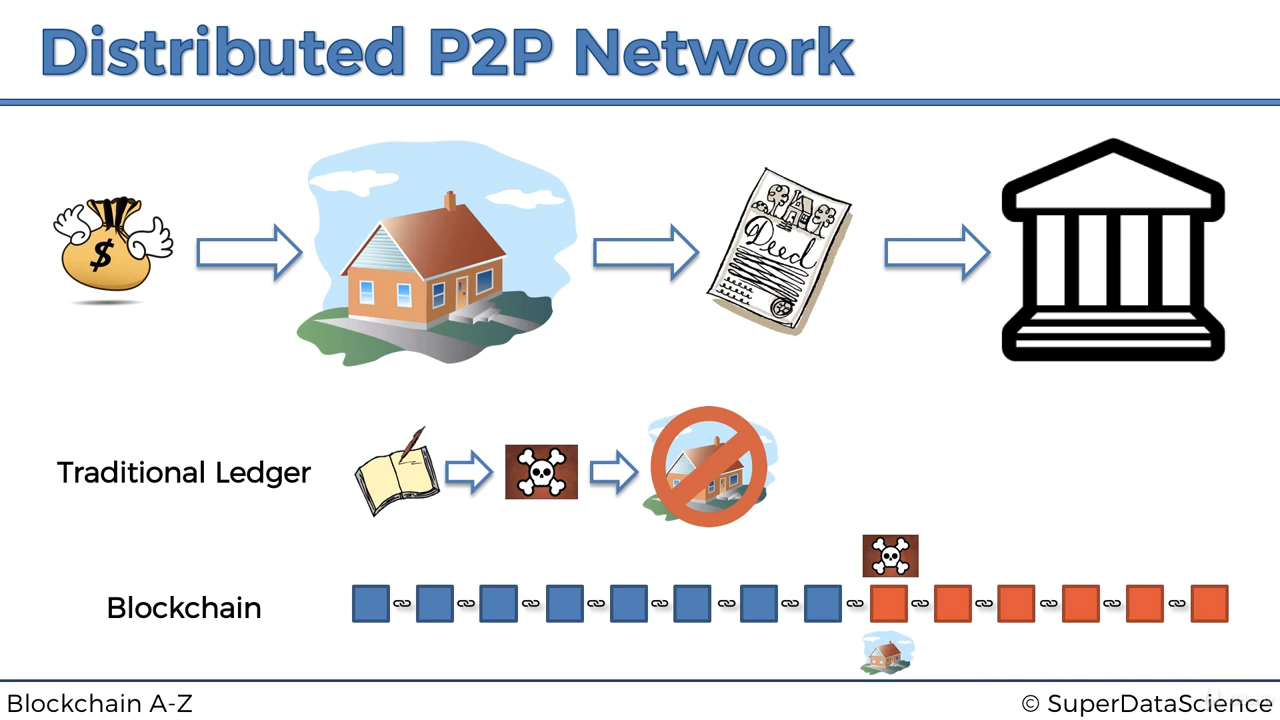 Distributed P2P Network
$
Deed
Traditional Ledger
Blockchain
Blockchain A-Z
© SuperDataScience